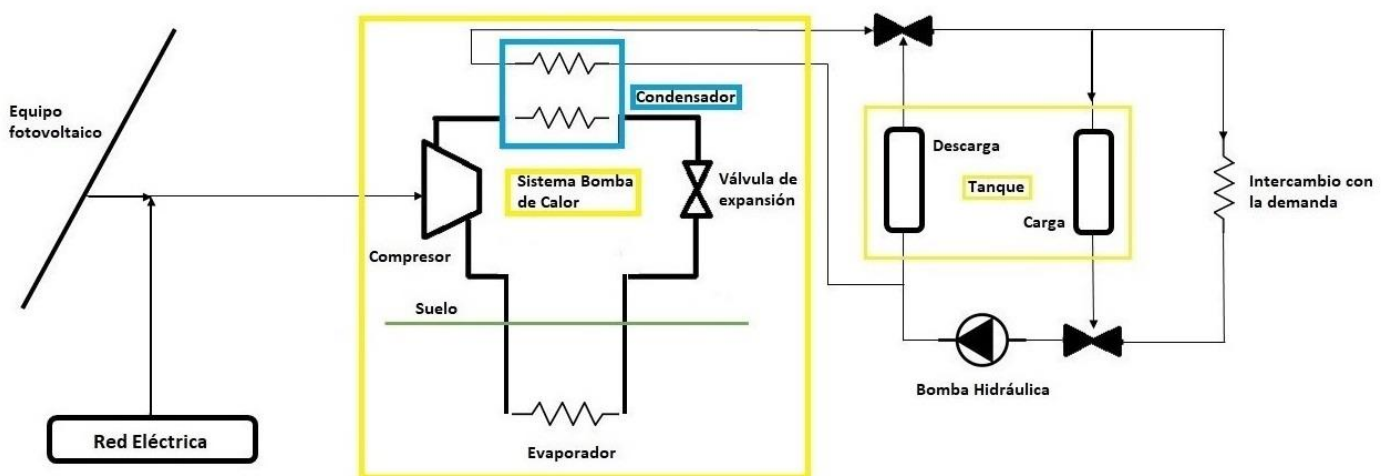 Equipo
fotovoltaico
Red Eléctrica
Condensador
Sistema Bomba
de Calor
Compresor
Válvula de
expansión
Suelo
Evaporador
Descarga
Tanque
Carga
Intercambio con
la demanda
Bomba Hidráulica